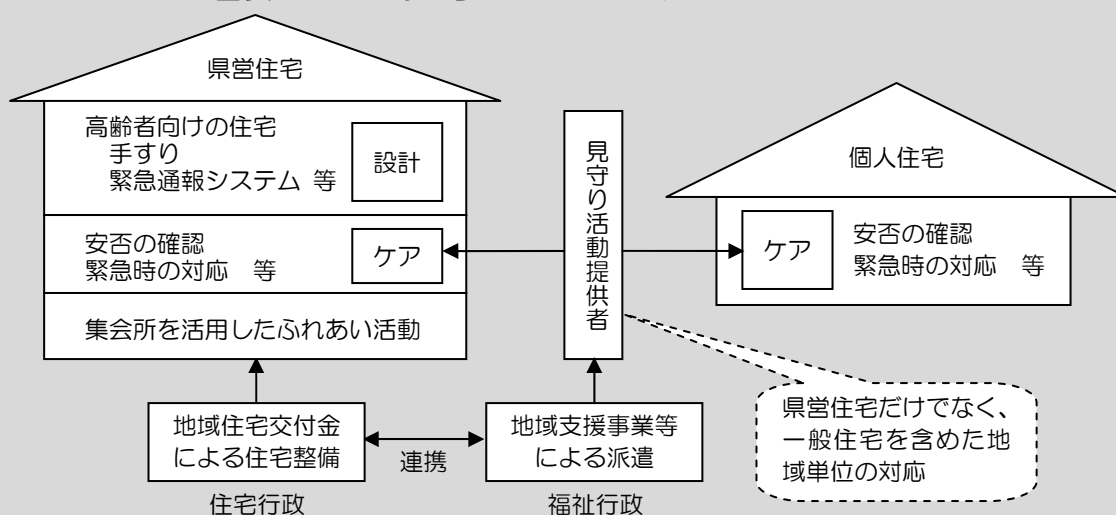 県営住宅
高齢者向けの住宅
手すり
緊急通報システム 等
設計
安否の確認
緊急時の対応　等
ケア
集会所を活用したふれあい活動
見守り活動提供者
個人住宅
ケア
安否の確認
緊急時の対応　等
地域住宅交付金
による住宅整備
連携
地域支援事業等
による派遣
住宅行政
福祉行政
県営住宅だけでなく、
一般住宅を含めた地
域単位の対応